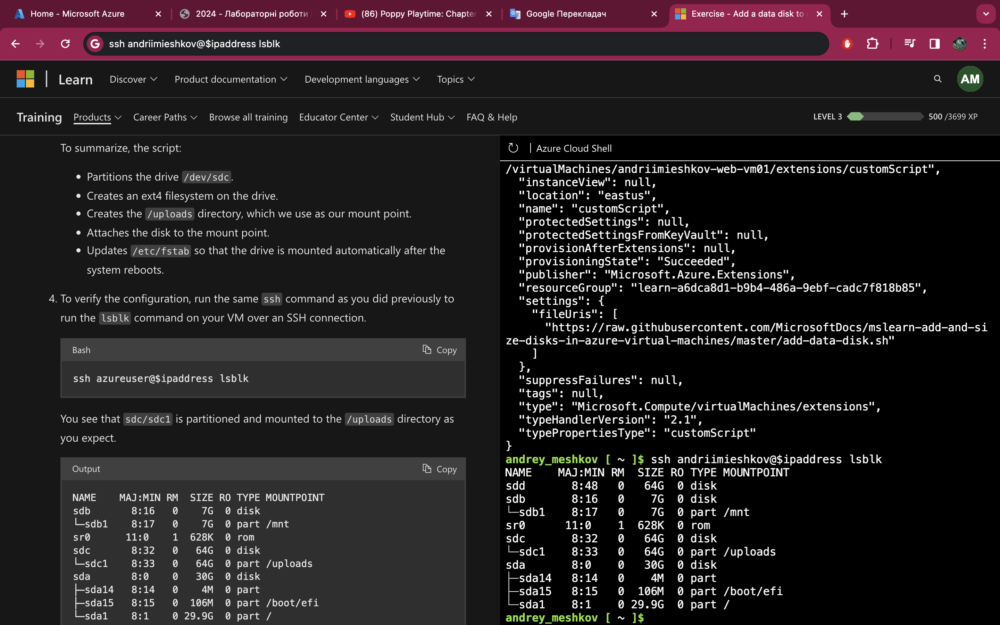 Home - Microsoft Azure
2024 - Лабораторні роботи
(86) Poppy Playtime: Chapter
Google Перекладач
Exercise - Add a data disk to
ssh andriimieshkov@$ipaddress lsblk
Learn Discover Product documentation Development languages Topics AM
Training Products Career Paths Browse all training Educator Center Student Hub FAQ & Help LEVEL 3 500 /3699 XP
To summarize, the script:
Partitions the drive /dev/sdc.
Creates an ext4 filesystem on the drive.
Creates the /uploads directory, which we use as our mount point.
Attaches the disk to the mount point.
Updates /etc/fstab so that the drive is mounted automatically after the
system reboots.
4. To verify the configuration, run the same ssh command as you did previously to
run the lsblk command on your VM over an SSH connection.
Bash Copy
ssh azureuser@$ipaddress lsblk
You see that sdc/sdc1 is partitioned and mounted to the /uploads directory as
you expect.
Output Copy
NAME    MAJ:MIN RM   SIZE RO TYPE MOUNTPOINT
sdb       8:16   0     7G  0 disk
└─sdb1    8:17   0     7G  0 part /mnt
sr0      11:0    1   628K  0 rom
sdc       8:32   0    64G  0 disk
└─sdc1    8:33   0    64G  0 part /uploads
sda       8:0    0    30G  0 disk
├─sda14   8:14   0     4M  0 part
├─sda15   8:15   0   106M  0 part /boot/efi
└─sda1    8:1    0  29.9G  0 part /
Azure Cloud Shell
/virtualMachines/andriimieshkov-web-vm01/extensions/customScript",
  "instanceView": null,
  "location": "eastus",
  "name": "customScript",
  "protectedSettings": null,
  "protectedSettingsFromKeyVault": null,
  "provisionAfterExtensions": null,
  "provisioningState": "Succeeded",
  "publisher": "Microsoft.Azure.Extensions",
  "resourceGroup": "learn-a6dca8d1-b9b4-486a-9ebf-cadc7f818b85",
  "settings": {
    "fileUris": [
      "https://raw.githubusercontent.com/MicrosoftDocs/mslearn-add-and-si
ze-disks-in-azure-virtual-machines/master/add-data-disk.sh"
    ]
  },
  "suppressFailures": null,
  "tags": null,
  "type": "Microsoft.Compute/virtualMachines/extensions",
  "typeHandlerVersion": "2.1",
  "typePropertiesType": "customScript"
}
andrey_meshkov [ ~ ]$ ssh andriimieshkov@$ipaddress lsblk
NAME    MAJ:MIN RM   SIZE RO TYPE MOUNTPOINT
sdd       8:48   0    64G  0 disk
sdb       8:16   0     7G  0 disk
└─sdb1    8:17   0     7G  0 part /mnt
sr0      11:0    1   628K  0 rom
sdc       8:32   0    64G  0 disk
└─sdc1    8:33   0    64G  0 part /uploads
sda       8:0    0    30G  0 disk
├─sda14   8:14   0     4M  0 part
├─sda15   8:15   0   106M  0 part /boot/efi
└─sda1    8:1    0  29.9G  0 part /
andrey_meshkov [ ~ ]$